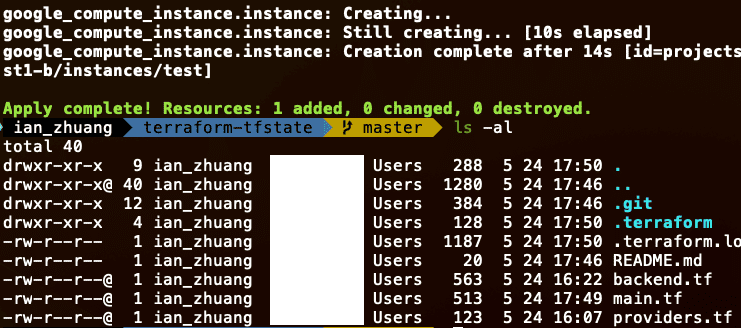 google_compute_instance.instance: Creating...
google_compute_instance.instance: Still creating... [10s elapsed]
google_compute_instance.instance: Creation complete after 14s [id=projects
st1-b/instances/test]
Apply complete! Resources: 1 added, 0 changed, 0 destroyed.
ian_zhuang terraform-tfstate master ls -al
total 40
drwxr-xr-x 9 ian_zhuang Users 288 5 24 17:50 .
drwxr-xr-x@ 40 ian_zhuang Users 1280 5 24 17:46 ..
drwxr-xr-x 12 ian_zhuang Users 384 5 24 17:46 .git
drwxr-xr-x 4 ian_zhuang Users 128 5 24 17:50 .terraform
-rw-r--r-- 1 ian_zhuang Users 1187 5 24 17:50 .terraform.lo
-rw-r--r-- 1 ian_zhuang Users 20 5 24 17:46 README.md
-rw-r--r--@ 1 ian_zhuang Users 563 5 24 16:22 backend.tf
-rw-r--r--@ 1 ian_zhuang Users 513 5 24 17:49 main.tf
-rw-r--r--@ 1 ian_zhuang Users 123 5 24 16:07 providers.tf